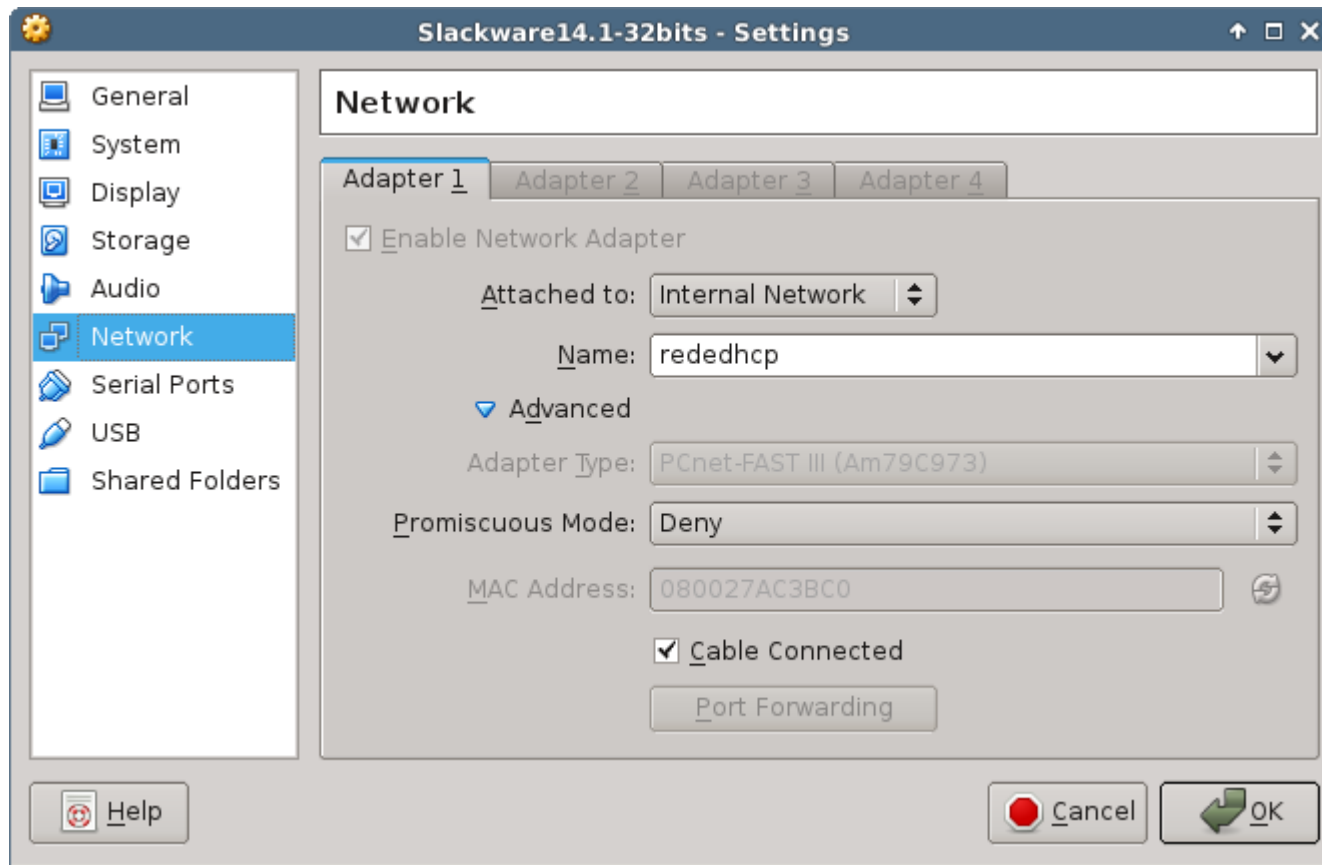 Slackware14.1-32bits - Settings
General
System
Display
Storage
Audio
Network
Serial Ports
USB
Shared Folders
Network
Adapter 1 Adapter 2 Adapter 3 Adapter 4
Enable Network Adapter
Attached to: Internal Network
Name: rededhcp
Advanced
Adapter Type: PCnet-FAST III (Am79C973)
Promiscuous Mode: Deny
MAC Address: 080027AC3BC0
Cable Connected
Port Forwarding
Help Cancel OK